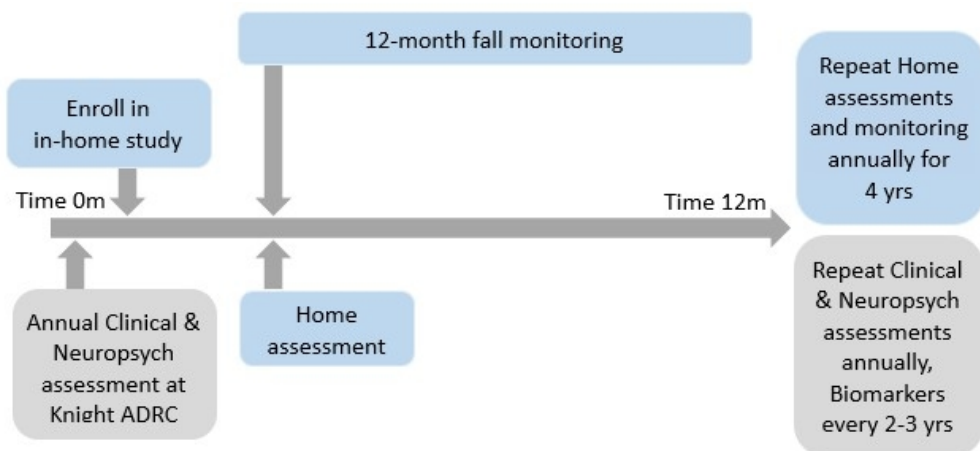 12-month fall monitoring
Enroll in
in-home study
Time 0m
Time 12m
Annual Clinical &
Neuropsych
assessment at
Knight ADRC
Home
assessment
Repeat Home
assessments
and monitoring
annually for
4 yrs
Repeat Clinical
& Neuropsych
assessments
annually,
Biomarkers
every 2-3 yrs